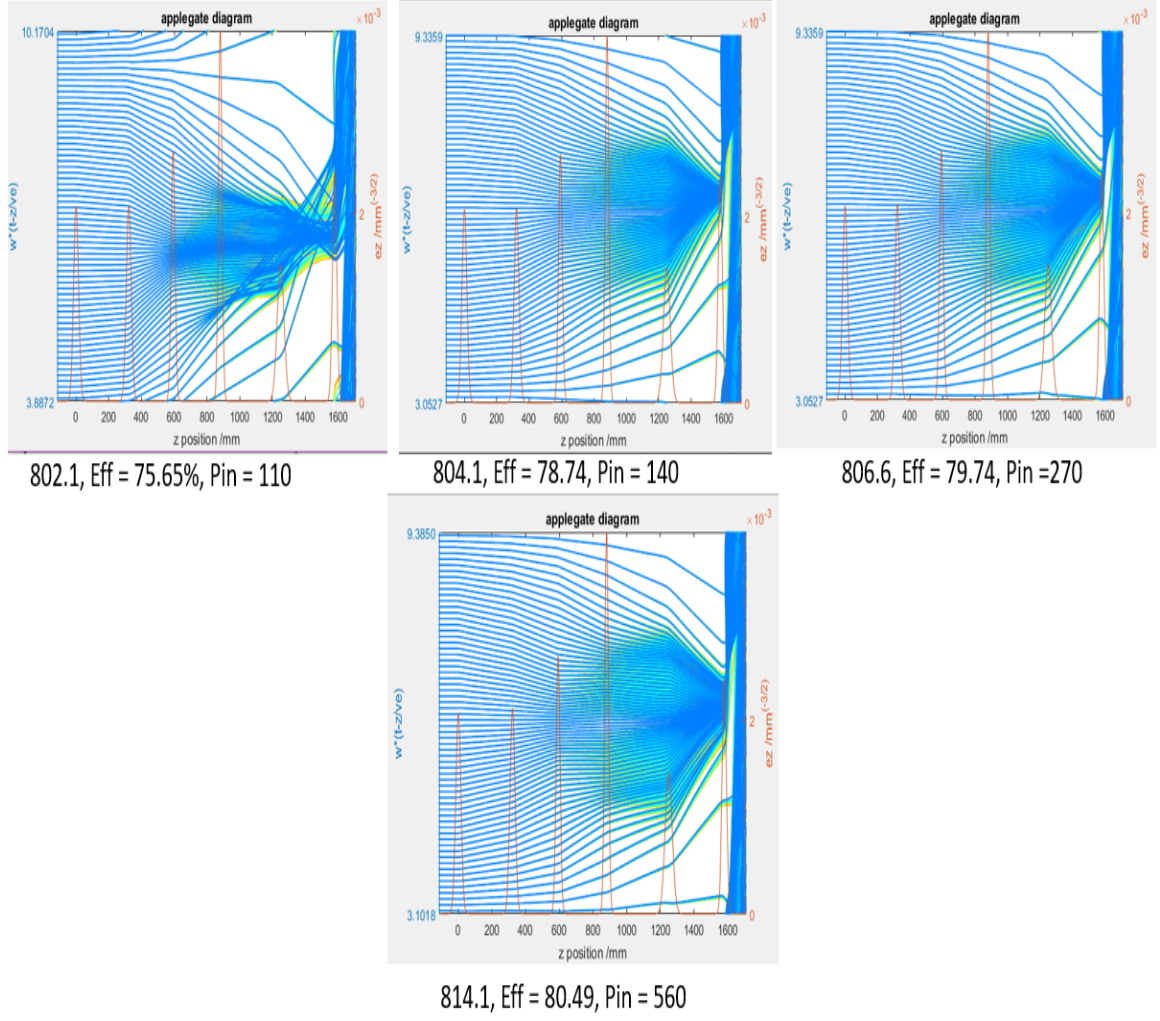 applegate diagram
×10⁻³
10.1704
w*(t-z/ve)
3.8872
2
0
ez /mm^(-3/2)
0 200 400 600 800 1000 1200 1400 1600
z position /mm
802.1, Eff = 75.65%, Pin = 110
applegate diagram
×10⁻³
9.3359
w*(t-z/ve)
3.0527
2
0
ez /mm^(-3/2)
0 200 400 600 800 1000 1200 1400 1600
z position /mm
804.1, Eff = 78.74, Pin = 140
applegate diagram
×10⁻³
9.3359
w*(t-z/ve)
3.0527
2
0
ez /mm^(-3/2)
0 200 400 600 800 1000 1200 1400 1600
z position /mm
806.6, Eff = 79.74, Pin =270
applegate diagram
×10⁻³
9.3850
w*(t-z/ve)
3.1018
2
0
ez /mm^(-3/2)
0 200 400 600 800 1000 1200 1400 1600
z position /mm
814.1, Eff = 80.49, Pin = 560